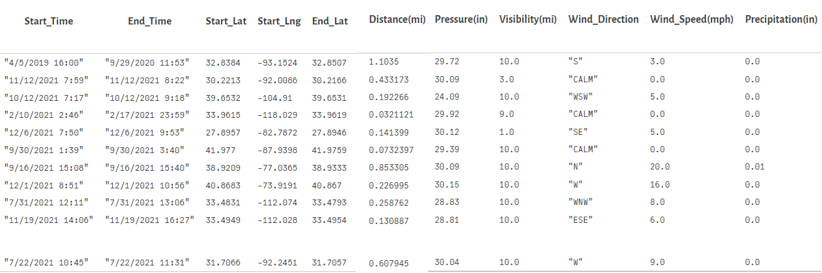 Start_Time End_Time Start_Lat Start_Lng End_Lat Distance(mi) Pressure(in) Visibility(mi) Wind_Direction Wind_Speed(mph) Precipitation(in)
"4/5/2019 16:00" "9/29/2020 11:53" 32.8384 -93.1524 32.8507 1.1035 29.72 10.0 "S" 3.0 0.0
"11/12/2021 7:59" "11/12/2021 8:22" 30.2213 -92.0086 30.2166 0.433173 30.09 3.0 "CALM" 0.0 0.0
"10/12/2021 7:17" "10/12/2021 9:18" 39.6532 -104.91 39.6531 0.192266 24.09 10.0 "WSW" 5.0 0.0
"2/10/2021 2:46" "2/17/2021 23:59" 33.9615 -118.029 33.9619 0.0321121 29.92 9.0 "CALM" 0.0 0.0
"12/6/2021 7:50" "12/6/2021 9:53" 27.8957 -82.7872 27.8946 0.141399 30.12 1.0 "SE" 5.0 0.0
"9/30/2021 1:39" "9/30/2021 3:40" 41.977 -87.9398 41.9759 0.0732397 29.39 10.0 "CALM" 0.0 0.0
"9/16/2021 15:08" "9/16/2021 15:40" 38.9209 -77.0365 38.9333 0.853305 30.09 10.0 "N" 20.0 0.01
"12/1/2021 8:51" "12/1/2021 10:56" 40.8683 -73.9191 40.867 0.226995 30.15 10.0 "W" 16.0 0.0
"7/31/2021 12:11" "7/31/2021 13:06" 33.4831 -112.074 33.4793 0.258762 28.83 10.0 "WNW" 8.0 0.0
"11/19/2021 14:06" "11/19/2021 16:27" 33.4949 -112.028 33.4954 0.130887 28.81 10.0 "ESE" 6.0 0.0
"7/22/2021 10:45" "7/22/2021 11:31" 31.7066 -92.2451 31.7057 0.607945 30.04 10.0 "W" 9.0 0.0